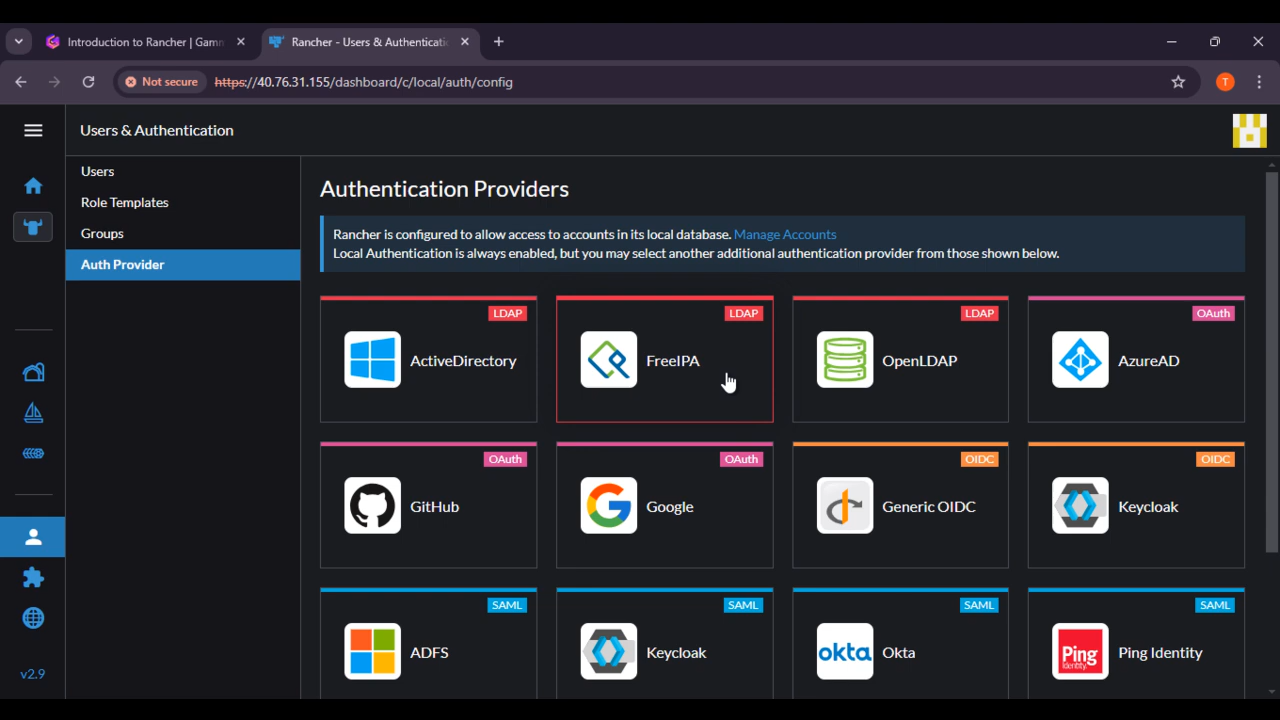 Introduction to Rancher | Gamm
Rancher - Users & Authenticatio
Not secure
https://40.76.31.155/dashboard/c/local/auth/config
T
Users & Authentication
Users
Role Templates
Groups
Auth Provider
v2.9
Authentication Providers
Rancher is configured to allow access to accounts in its local database. Manage Accounts
Local Authentication is always enabled, but you may select another additional authentication provider from those shown below.
LDAP
ActiveDirectory
LDAP
FreeIPA
LDAP
OpenLDAP
OAuth
AzureAD
OAuth
GitHub
OAuth
Google
OIDC
Generic OIDC
OIDC
Keycloak
SAML
ADFS
SAML
Keycloak
SAML
okta
Okta
SAML
Ping
Identity.
Ping Identity